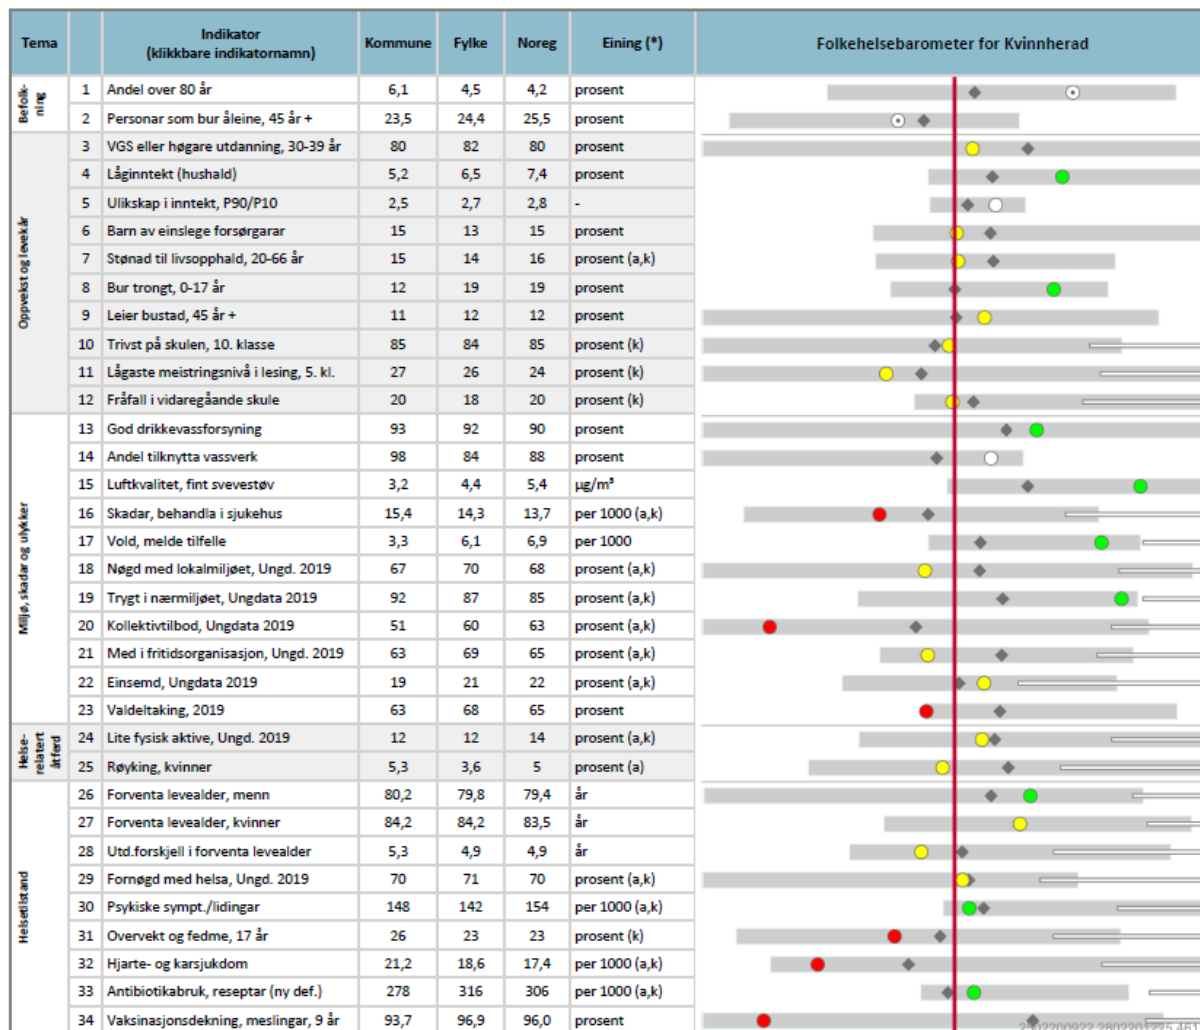 Tema Indikator (klikkbare indikatornamn) Kommune Fylke Noreg Eining (*) Folkehelsebarometer for Kvinnherad
Befolk-
ning
1 Andel over 80 år 6,1 4,5 4,2 prosent
2 Personar som bur åleine, 45 år + 23,5 24,4 25,5 prosent
Oppvekst og levekår
3 VGS eller høgare utdanning, 30-39 år 80 82 80 prosent
4 Låginntekt (hushald) 5,2 6,5 7,4 prosent
5 Ulikskap i inntekt, P90/P10 2,5 2,7 2,8 -
6 Barn av einslege forsørgarar 15 13 15 prosent
7 Stønad til livsopphald, 20-66 år 15 14 16 prosent (a,k)
8 Bur trongt, 0-17 år 12 19 19 prosent
9 Leier bustad, 45 år + 11 12 12 prosent
10 Trivst på skulen, 10. klasse 85 84 85 prosent (k)
11 Lågaste meistringsnivå i lesing, 5. kl. 27 26 24 prosent (k)
12 Fråfall i vidaregåande skule 20 18 20 prosent (k)
Miljø, skadar og ulykker
13 God drikkevassforsyning 93 92 90 prosent
14 Andel tilknytta vassverk 98 84 88 prosent
15 Luftkvalitet, fint svevestøv 3,2 4,4 5,4 µg/m³
16 Skadar, behandla i sjukehus 15,4 14,3 13,7 per 1000 (a,k)
17 Vold, melde tilfelle 3,3 6,1 6,9 per 1000
18 Nøgd med lokalmiljøet, Ungd. 2019 67 70 68 prosent (a,k)
19 Trygt i nærmiljøet, Ungdata 2019 92 87 85 prosent (a,k)
20 Kollektivtilbod, Ungdata 2019 51 60 63 prosent (a,k)
21 Med i fritidsorganisasjon, Ungd. 2019 63 69 65 prosent (a,k)
22 Einsemd, Ungdata 2019 19 21 22 prosent (a,k)
23 Valdeltaking, 2019 63 68 65 prosent
Helse-
relatert
åtferd
24 Lite fysisk aktive, Ungd. 2019 12 12 14 prosent (a,k)
25 Røyking, kvinner 5,3 3,6 5 prosent (a)
Helsetilstand
26 Forventa levealder, menn 80,2 79,8 79,4 år
27 Forventa levealder, kvinner 84,2 84,2 83,5 år
28 Utd.forskjell i forventa levealder 5,3 4,9 4,9 år
29 Fornøgd med helsa, Ungd. 2019 70 71 70 prosent (a,k)
30 Psykiske sympt./lidingar 148 142 154 per 1000 (a,k)
31 Overvekt og fedme, 17 år 26 23 23 prosent (k)
32 Hjarte- og karsjukdom 21,2 18,6 17,4 per 1000 (a,k)
33 Antibiotikabruk, reseptar (ny def.) 278 316 306 per 1000 (a,k)
34 Vaksinasjonsdekning, meslingar, 9 år 93,7 96,9 96,0 prosent